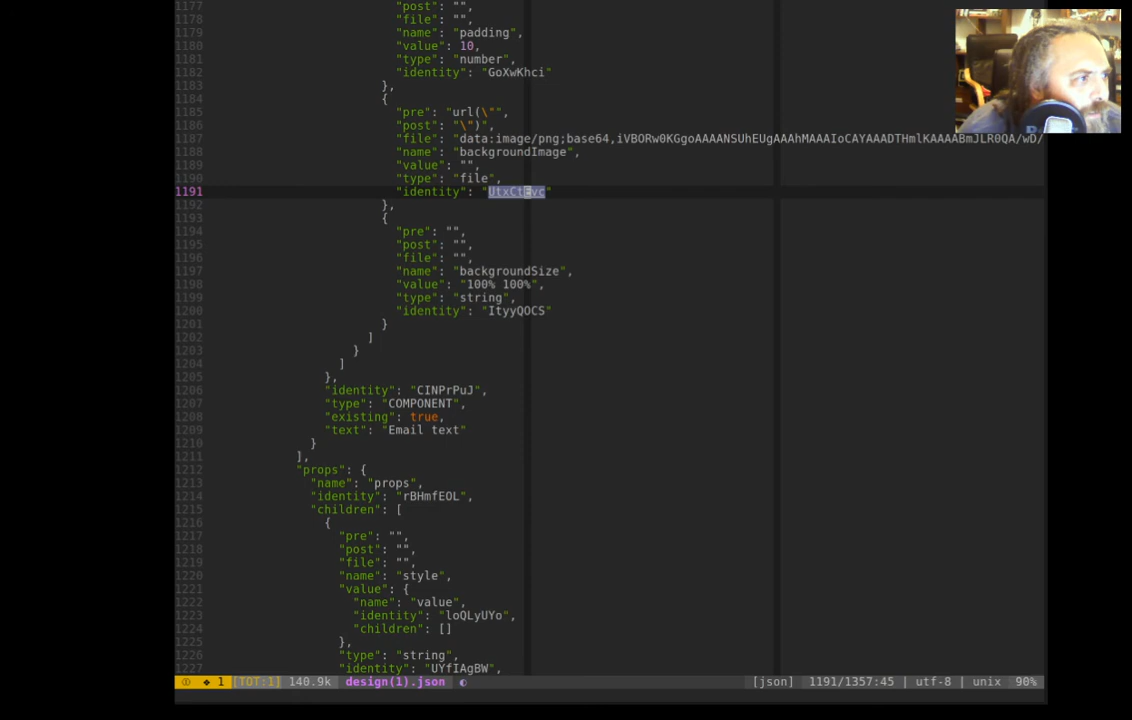 1177 "post": "",
1178 "file": "",
1179 "name": "padding",
1180 "value": 10,
1181 "type": "number",
1182 "identity": "GoXwKhci"
1183 },
1184 {
1185 "pre": "url(\"",
1186 "post": "\")",
1187 "file": "data:image/png;base64,iVBORw0KGgoAAAANSUhEUgAAAhMAAAIoCAYAAADTHmlKAAAABmJLR0QA/wD/
1188 "name": "backgroundImage",
1189 "value": "",
1190 "type": "file",
1191 "identity": "UtxCtEvc"
1192 },
1193 {
1194 "pre": "",
1195 "post": "",
1196 "file": "",
1197 "name": "backgroundSize",
1198 "value": "100% 100%",
1199 "type": "string",
1200 "identity": "ItyyQOCS"
1201 }
1202 ]
1203 }
1204 ]
1205 },
1206 "identity": "CINPrPuJ",
1207 "type": "COMPONENT",
1208 "existing": true,
1209 "text": "Email text"
1210 }
1211 ],
1212 "props": {
1213 "name": "props",
1214 "identity": "rBHmfEOL",
1215 "children": [
1216 {
1217 "pre": "",
1218 "post": "",
1219 "file": "",
1220 "name": "style",
1221 "value": {
1222 "name": "value",
1223 "identity": "loQLyUYo",
1224 "children": []
1225 },
1226 "type": "string",
1227 "identity": "UYfIAgBW",
1 [TOT:1] 140.9k design(1).json [json] 1191/1357:45 | utf-8 | unix 90%